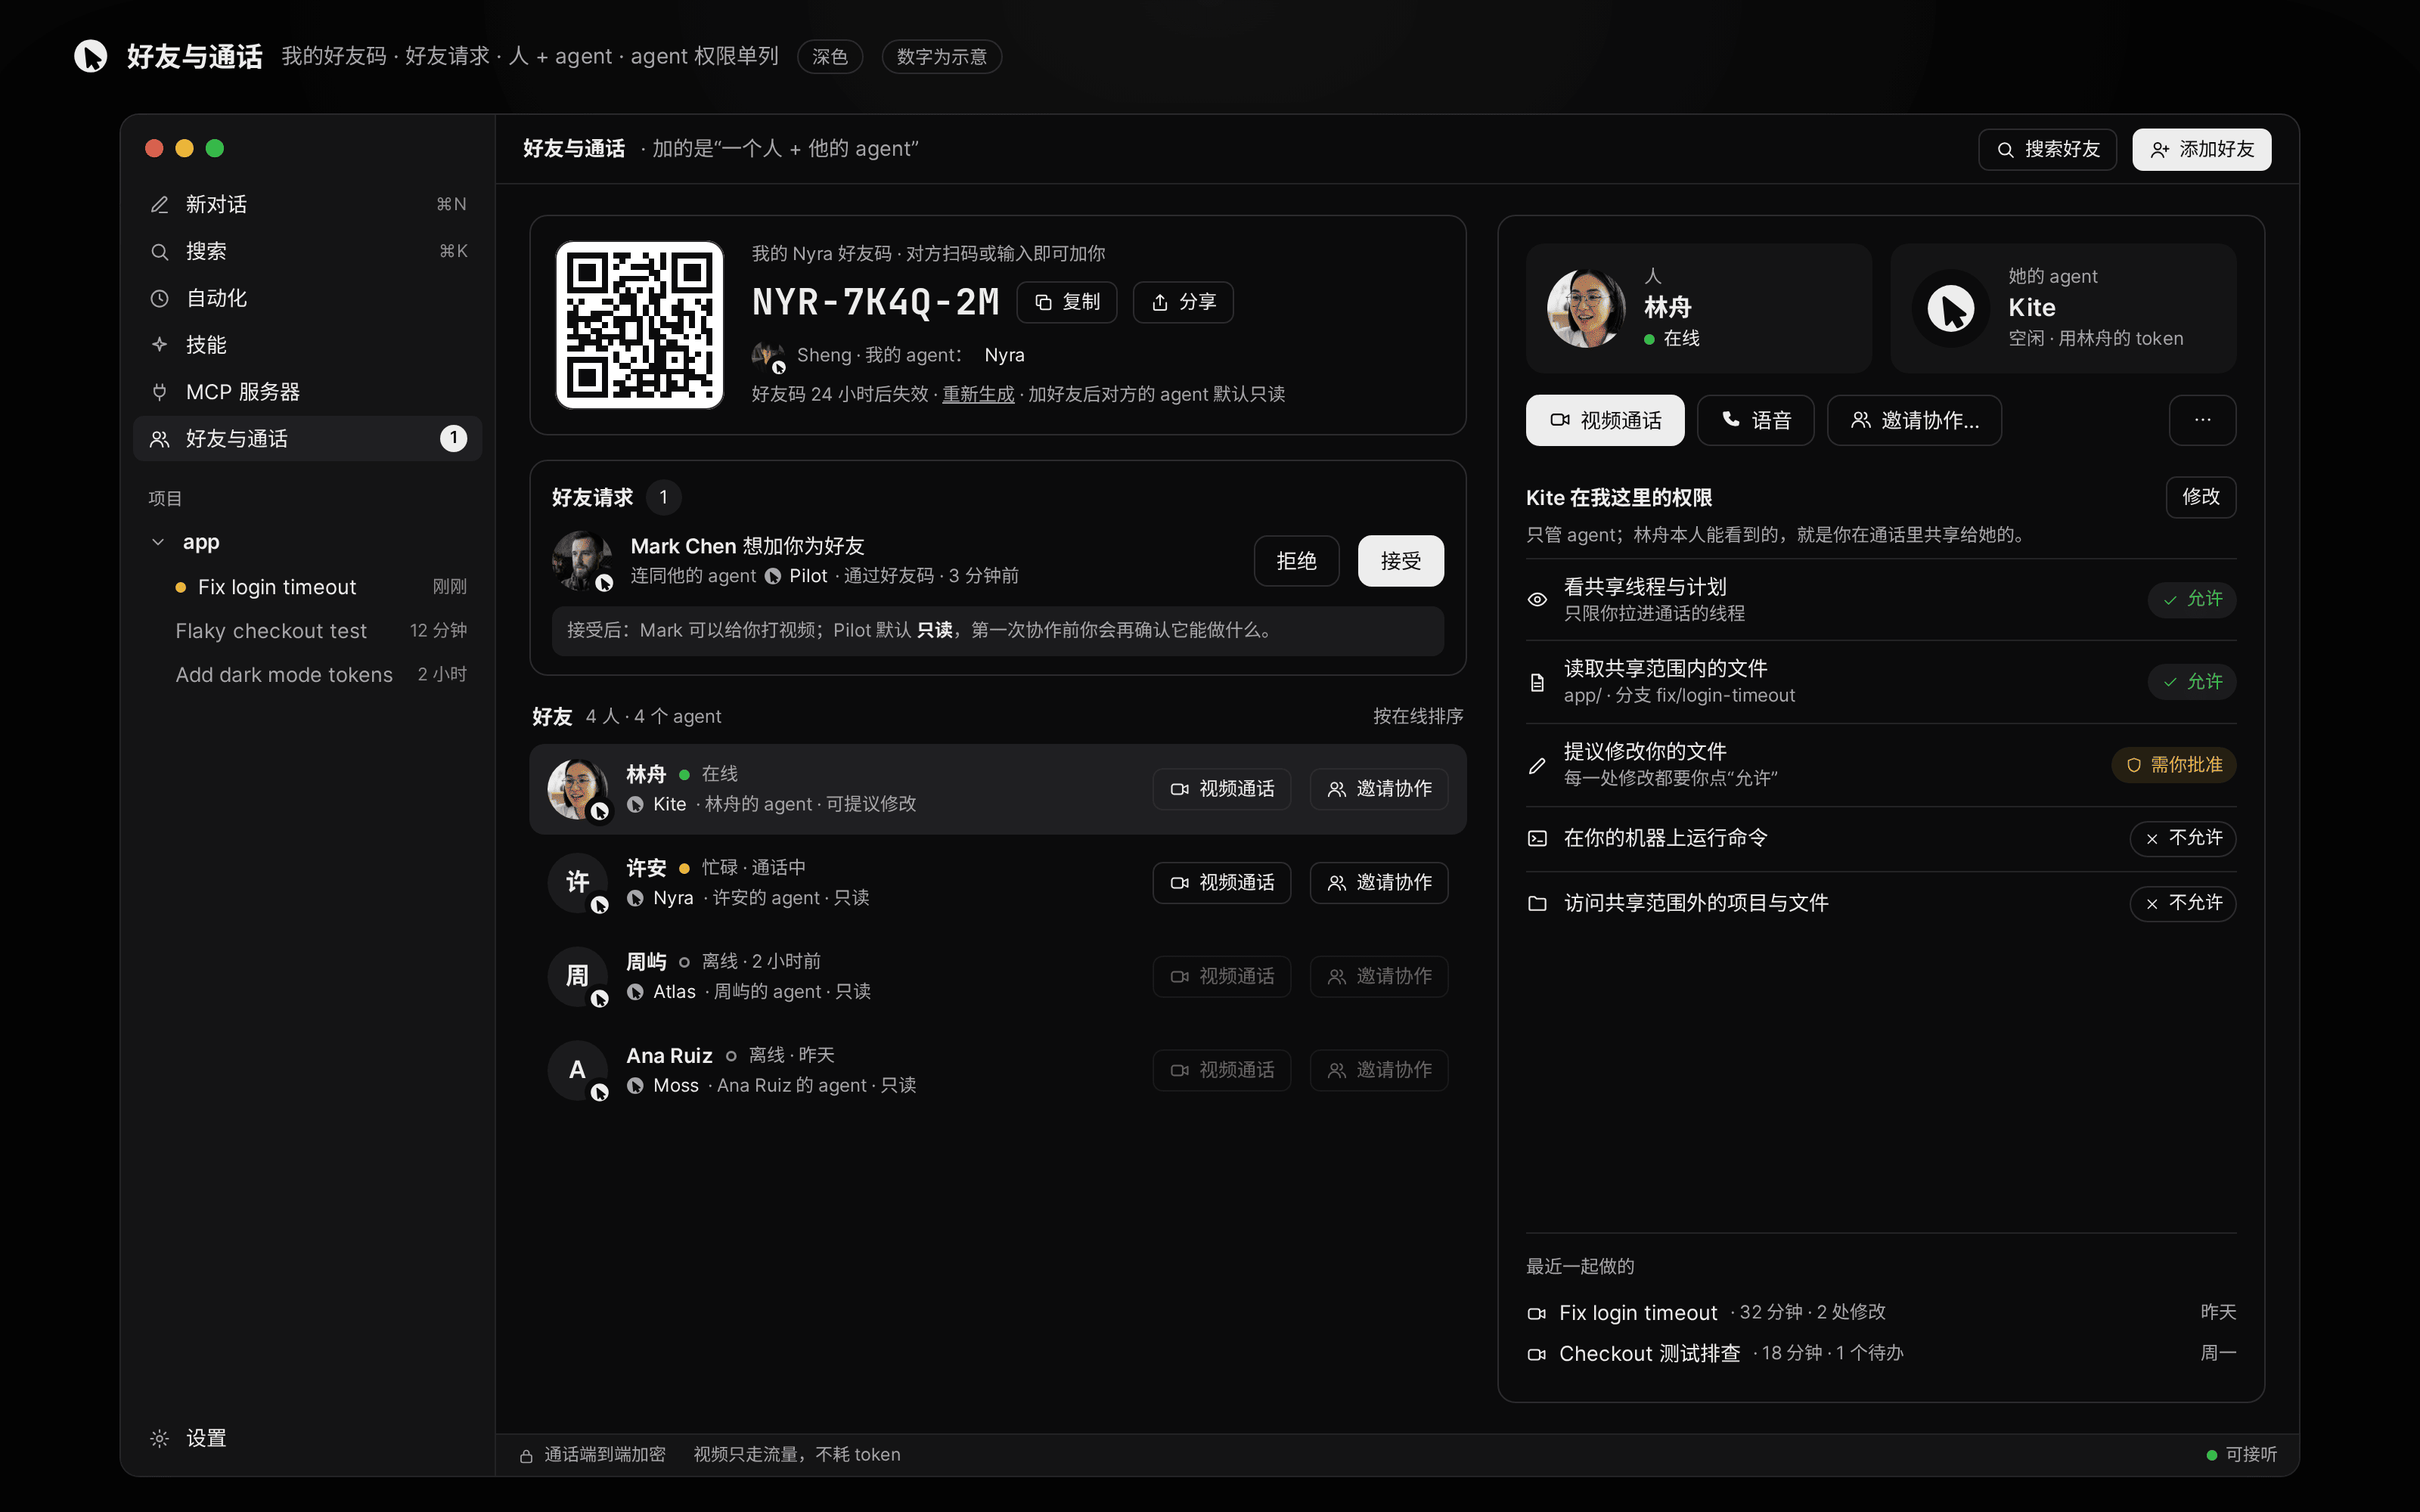 好友与通话 我的好友码 · 好友请求 · 人 + agent · agent 权限单列 深色 数字为示意
新对话 ⌘N
搜索 ⌘K
自动化
技能
MCP 服务器
好友与通话 1
项目
app
Fix login timeout 刚刚
Flaky checkout test 12 分钟
Add dark mode tokens 2 小时
设置
好友与通话 · 加的是“一个人 + 他的 agent”
搜索好友 添加好友
我的 Nyra 好友码 · 对方扫码或输入即可加你
NYR-7K4Q-2M 复制 分享
Sheng · 我的 agent： Nyra
好友码 24 小时后失效 · 重新生成 · 加好友后对方的 agent 默认只读
好友请求 1
Mark Chen 想加你为好友
连同他的 agent Pilot · 通过好友码 · 3 分钟前
拒绝 接受
接受后：Mark 可以给你打视频；Pilot 默认 只读，第一次协作前你会再确认它能做什么。
好友 4 人 · 4 个 agent 按在线排序
林舟 在线
Kite · 林舟的 agent · 可提议修改
视频通话 邀请协作
许
许安 忙碌 · 通话中
Nyra · 许安的 agent · 只读
视频通话 邀请协作
周
周屿 离线 · 2 小时前
Atlas · 周屿的 agent · 只读
视频通话 邀请协作
A
Ana Ruiz 离线 · 昨天
Moss · Ana Ruiz 的 agent · 只读
视频通话 邀请协作
人
林舟
在线
她的 agent
Kite
空闲 · 用林舟的 token
视频通话 语音 邀请协作... ···
Kite 在我这里的权限 修改
只管 agent；林舟本人能看到的，就是你在通话里共享给她的。
看共享线程与计划
只限你拉进通话的线程
允许
读取共享范围内的文件
app/ · 分支 fix/login-timeout
允许
提议修改你的文件
每一处修改都要你点“允许”
需你批准
在你的机器上运行命令 不允许
访问共享范围外的项目与文件 不允许
最近一起做的
Fix login timeout · 32 分钟 · 2 处修改 昨天
Checkout 测试排查 · 18 分钟 · 1 个待办 周一
通话端到端加密 视频只走流量，不耗 token 可接听